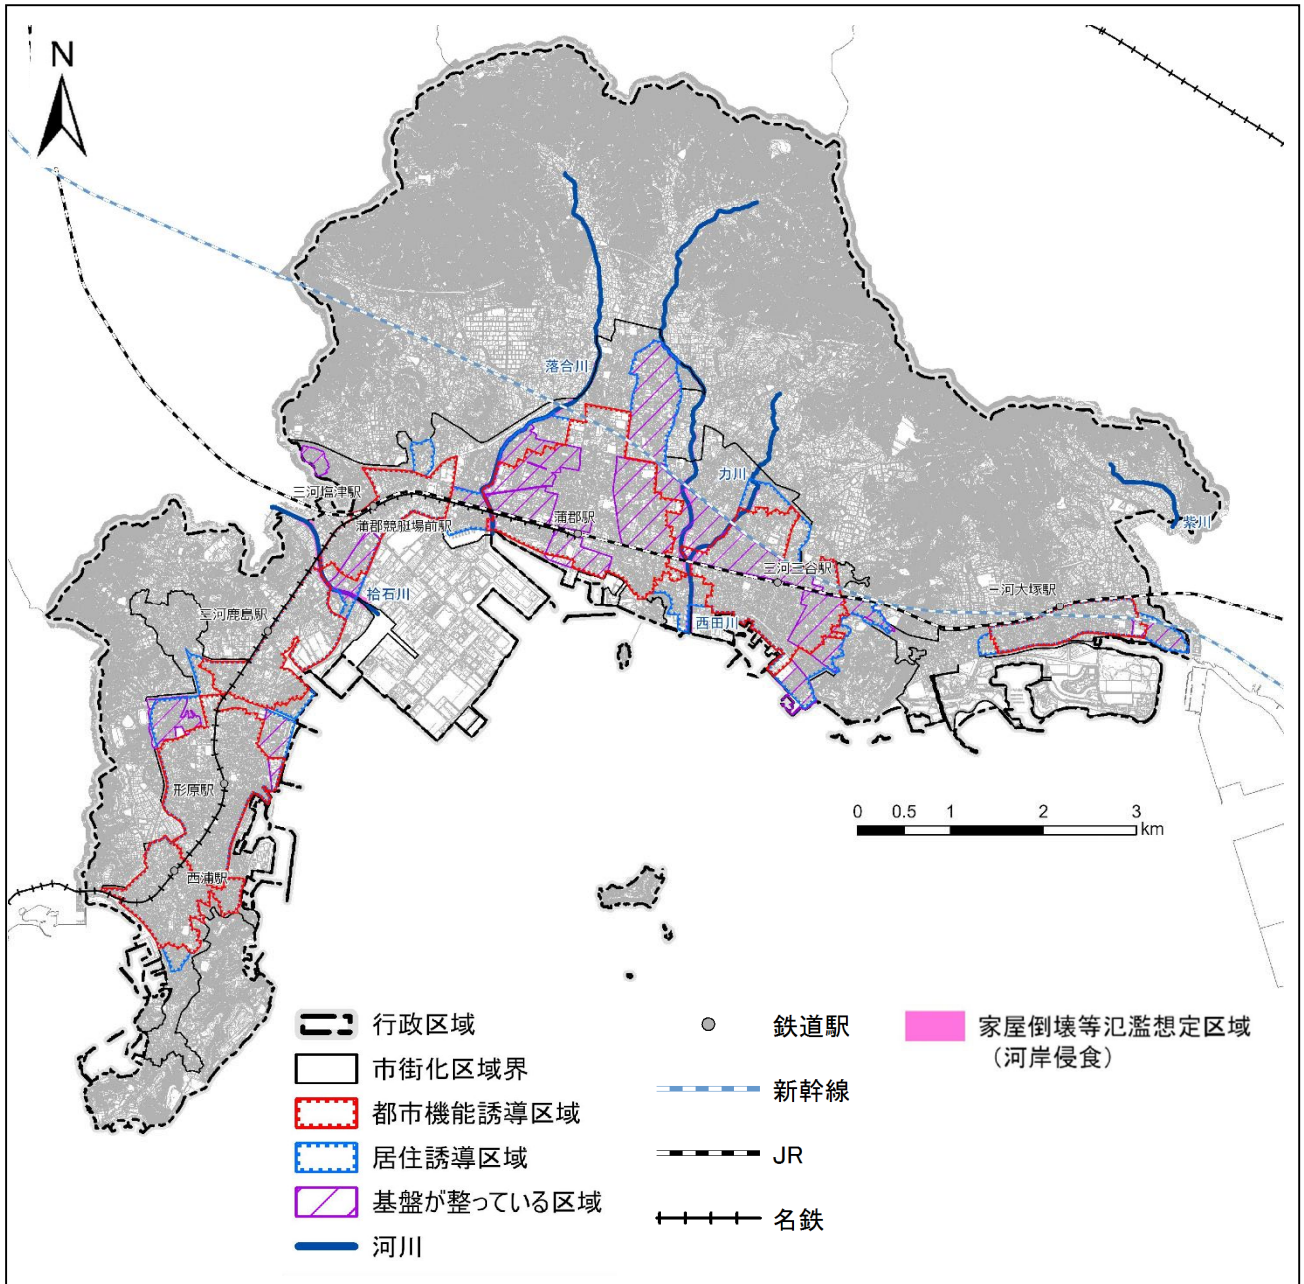 N
落合川
力川
三河塩津駅
蒲郡競艇場前駅
蒲郡駅
紫川
三河三谷駅
三河大塚駅
拾石川
三河鹿島駅
西田川
形原駅
0 0.5 1 2 3
km
西浦駅
行政区域
市街化区域界
都市機能誘導区域
居住誘導区域
基盤が整っている区域
河川
鉄道駅
新幹線
JR
名鉄
家屋倒壊等氾濫想定区域
（河岸侵食）